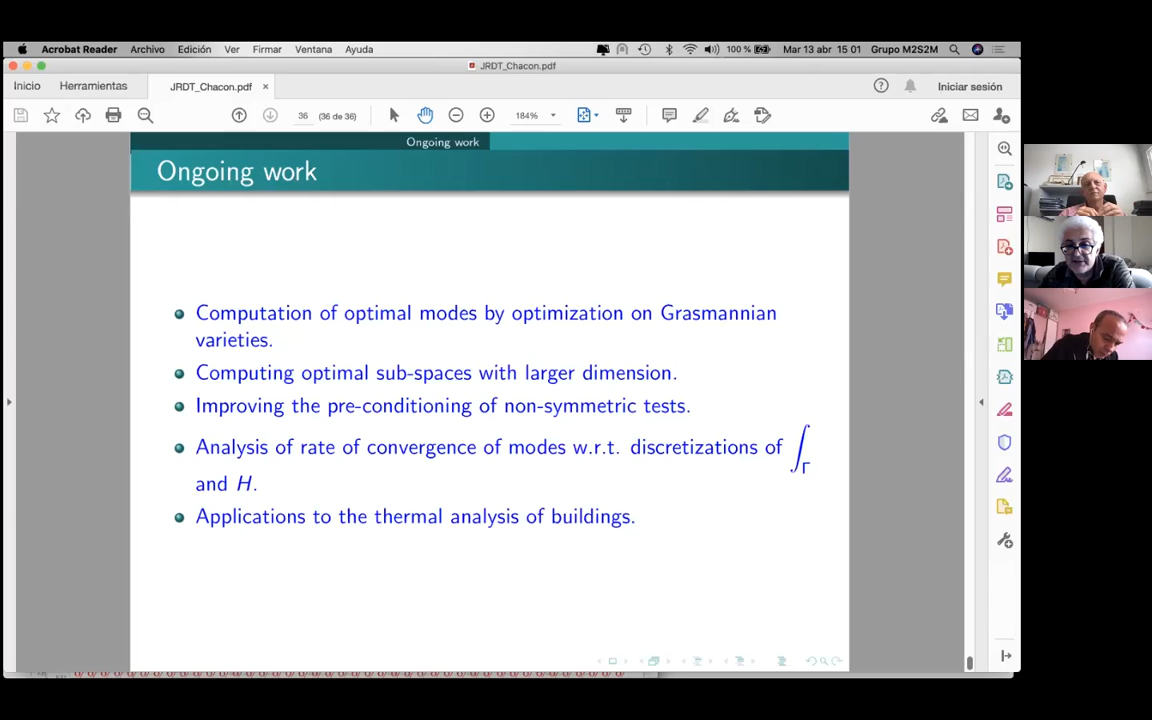 Acrobat Reader Archivo Edición Ver Firmar Ventana Ayuda 100 % Mar 13 abr 15 01 Grupo M2S2M
JRDT_Chacon.pdf
Inicio Herramientas JRDT_Chacon.pdf × Iniciar sesión
36 (36 de 36) 184%
Ongoing work
Ongoing work
Computation of optimal modes by optimization on Grasmannian
varieties.
Computing optimal sub-spaces with larger dimension.
Improving the pre-conditioning of non-symmetric tests.
Analysis of rate of convergence of modes w.r.t. discretizations of ∫_Γ
and H.
Applications to the thermal analysis of buildings.